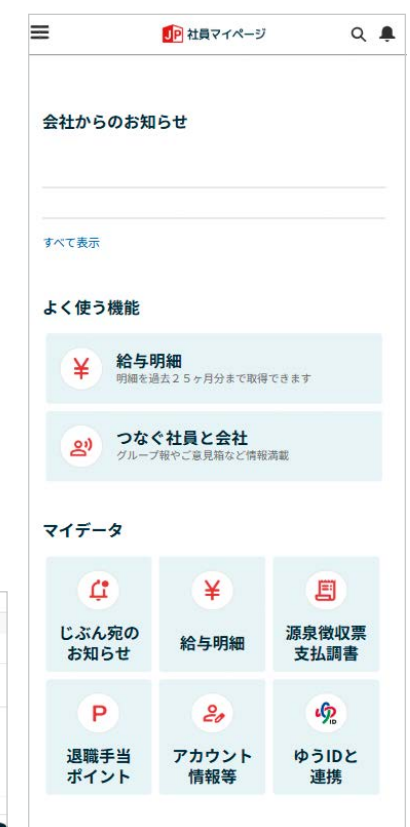 JP 社員マイページ
会社からのお知らせ
すべて表示
よく使う機能
¥ 給与明細
明細を過去２５ヶ月分まで取得できます
つなぐ社員と会社
グループ報やご意見箱など情報満載
マイデータ
¥
じぶん宛の
お知らせ
給与明細
源泉徴収票
支払調書
P
ゆうID
退職手当
ポイント
アカウント
情報等
ゆうIDと
連携